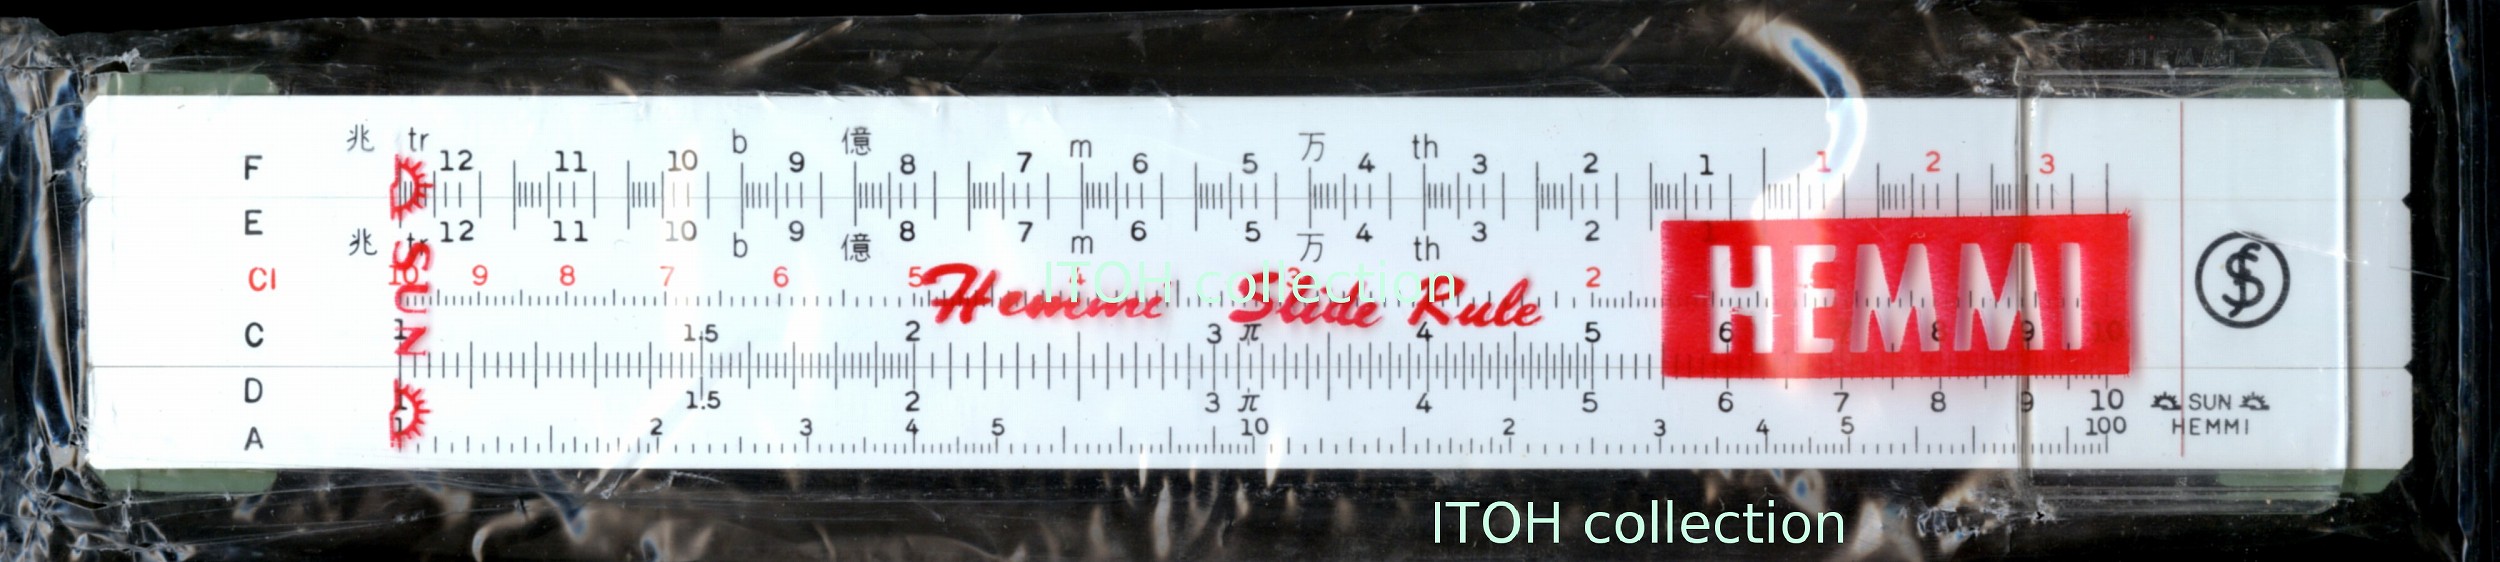 HEMMI
兆 tr b 億 m 万 th
F 12 11 10 9 8 7 6 5 4 3 2 1 1 2 3
E 12 11 10 9 8 7 6 5 4 3 2
兆 tr b 億 m 万 th
CI 10 9 8 7 6 5 4 3 2
SUN
Hemmi Slide Rule
HEMMI
ITOH collection
C 1 1.5 2 3 π 4 5 6 8 9 10
D 1 1.5 2 3 π 4 5 6 7 8 9 10
A 1 2 3 4 5 10 2 3 4 5 100
SUN
HEMMI
ITOH collection